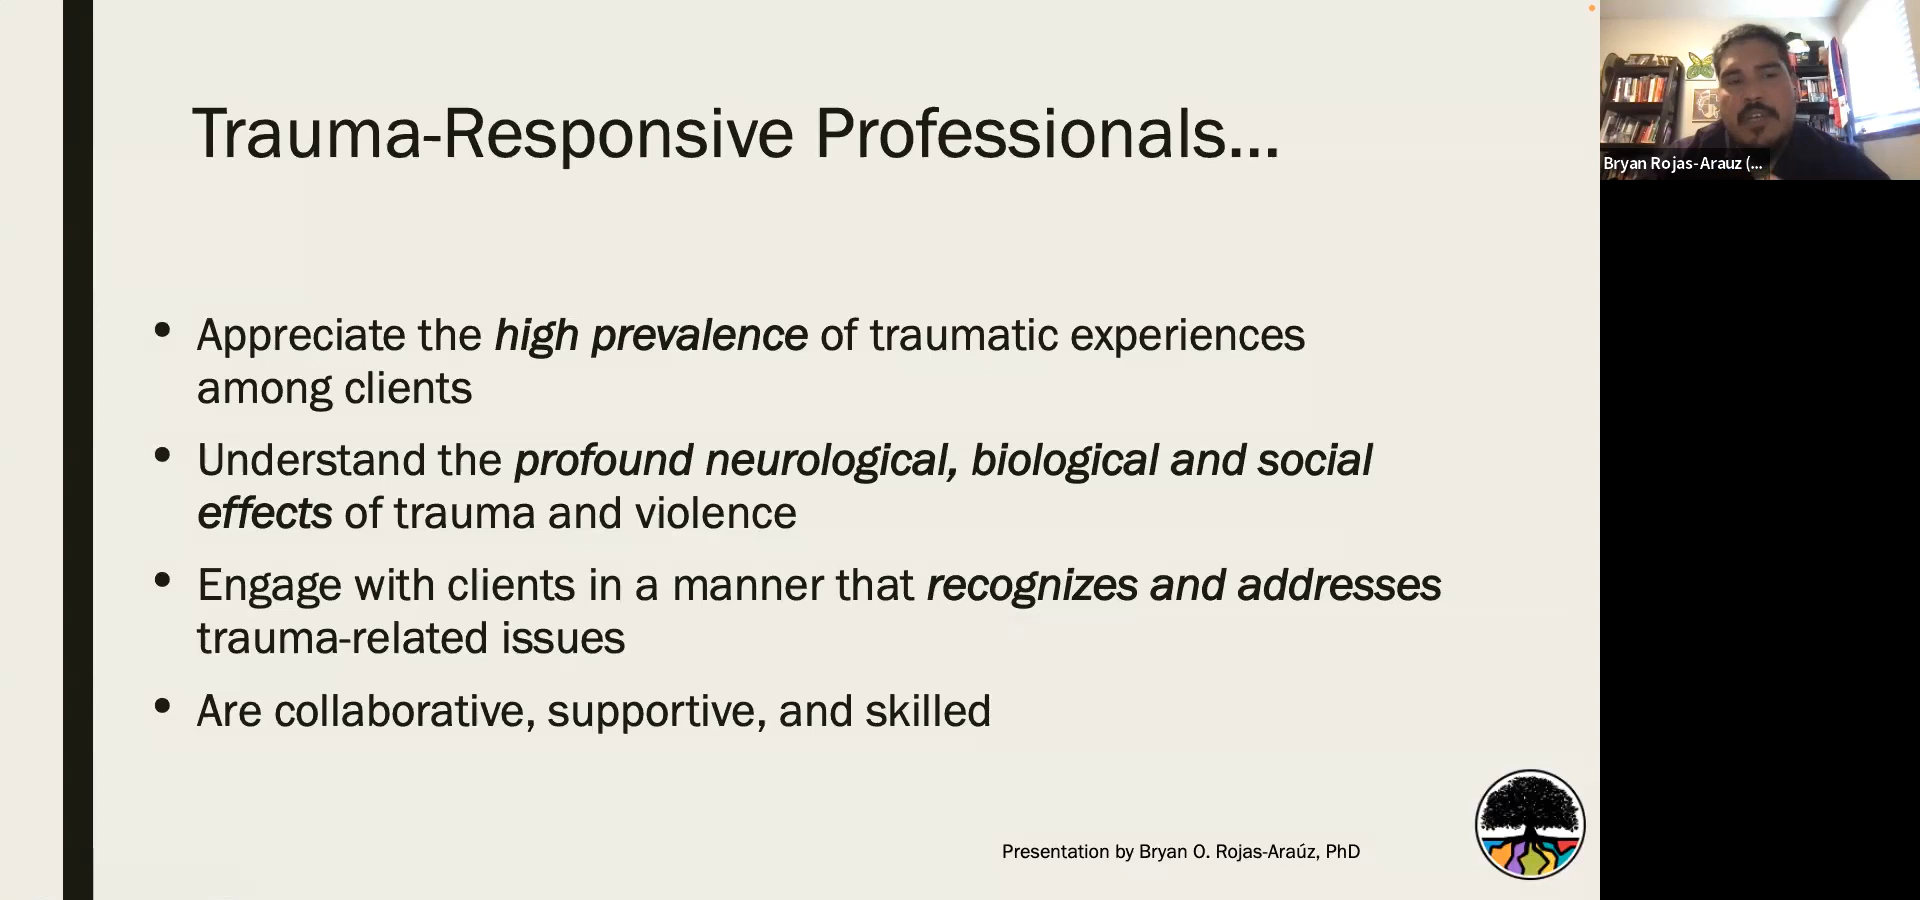 Trauma-Responsive Professionals...
• Appreciate the high prevalence of traumatic experiences
among clients
• Understand the profound neurological, biological and social
effects of trauma and violence
• Engage with clients in a manner that recognizes and addresses
trauma-related issues
• Are collaborative, supportive, and skilled
Presentation by Bryan O. Rojas-Araúz, PhD
Bryan Rojas-Arauz (...